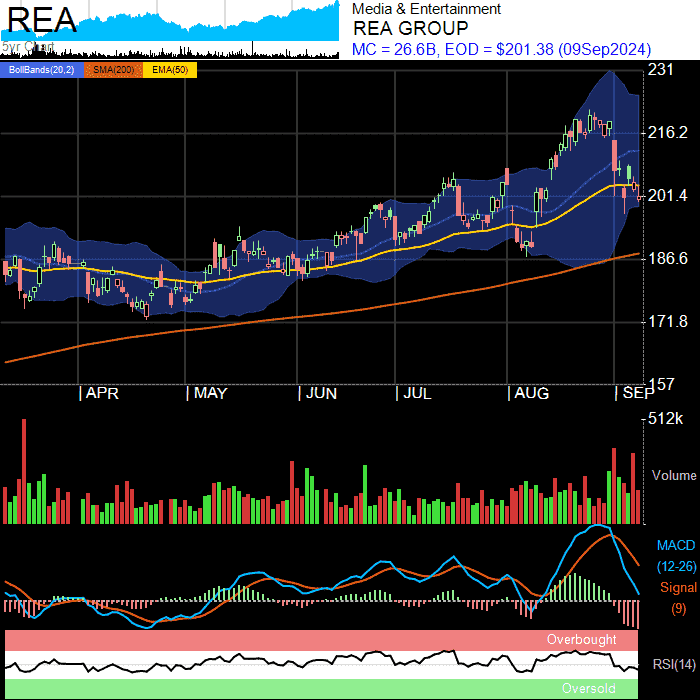 REA
5yr Chart
Media & Entertainment
REA GROUP
MC = 26.6B, EOD = $201.38 (09Sep2024)
BollBands(20,2) SMA(200) EMA(50)
231
216.2
201.4
186.6
171.8
157
APR MAY JUN JUL AUG SEP
512k
Volume
MACD
(12-26)
Signal
(9)
Overbought
RSI(14)
Oversold